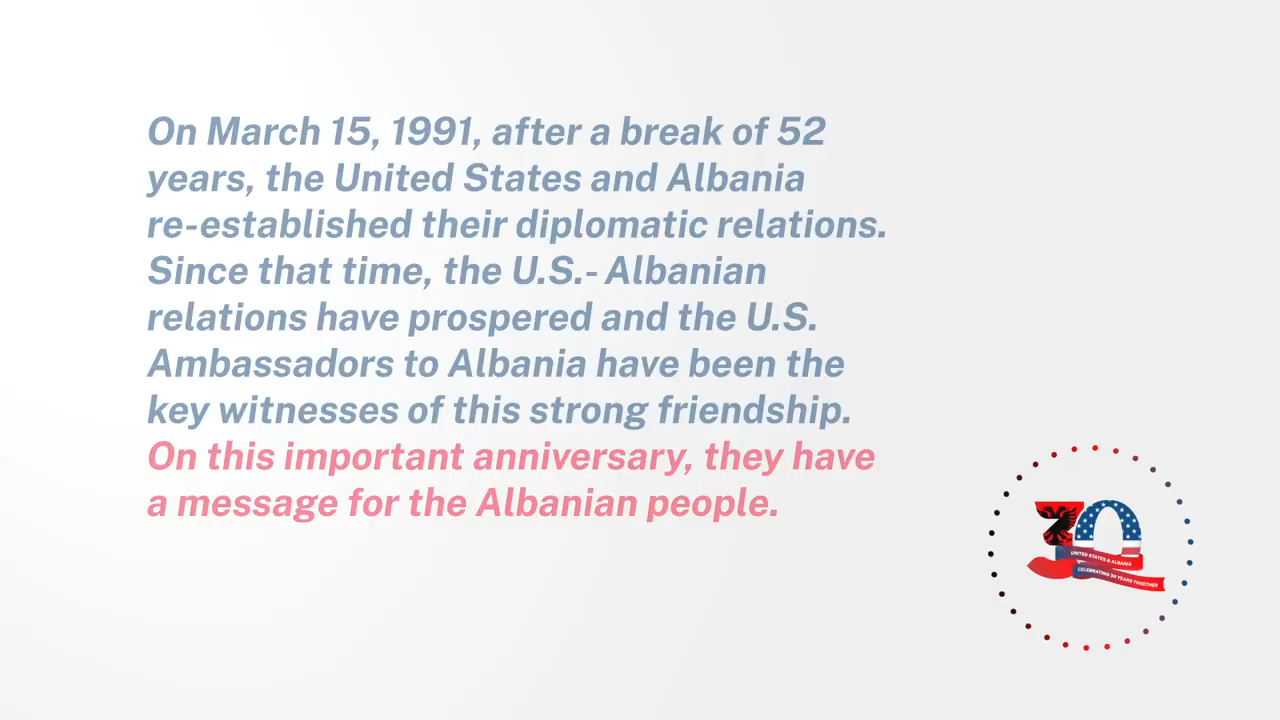 On March 15, 1991, after a break of 52
years, the United States and Albania
re-established their diplomatic relations.
Since that time, the U.S.- Albanian
relations have prospered and the U.S.
Ambassadors to Albania have been the
key witnesses of this strong friendship.
On this important anniversary, they have
a message for the Albanian people.
30
UNITED STATES & ALBANIA
CELEBRATING 30 YEARS TOGETHER